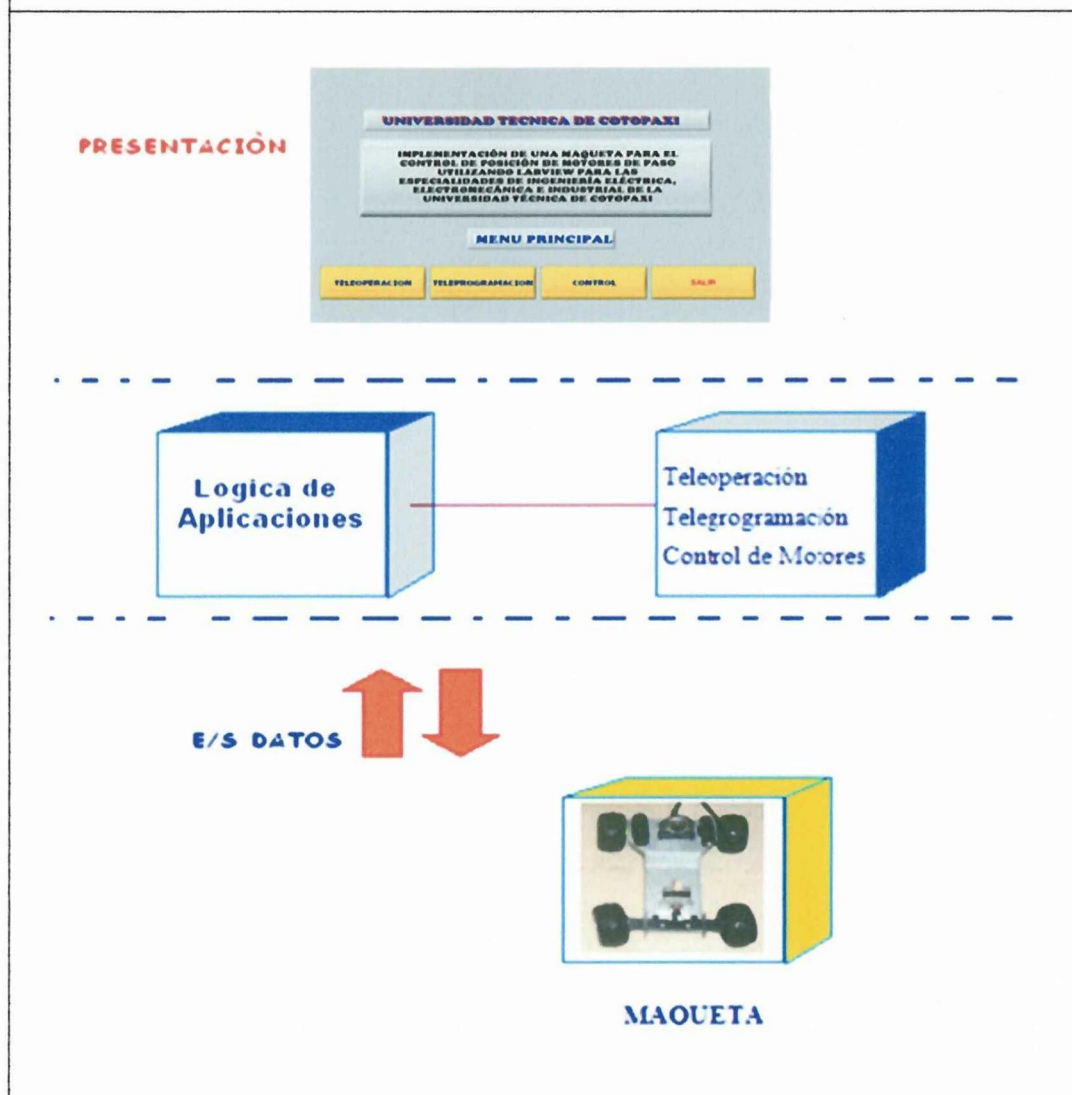 UNIVERSIDAD TECNICA DE COTOPAXI
PRESENTACIÒN
IMPLEMENTACIÓN DE UNA MAQUETA PARA EL
CONTROL DE POSICIÓN DE MOTORES DE PASO
UTILIZANDO LABVIEW PARA LAS
ESPECIALIDADES DE INGENIERÍA ELÉCTRICA,
ELECTROMECÁNICA E INDUSTRIAL DE LA
UNIVERSIDAD TÉCNICA DE COTOPAXI
MENU PRINCIPAL
TELEOPERACION TELEPROGRAMACION CONTROL SALIR
Logica de
Aplicaciones
Teleoperación
Telegrogramación
Control de Motores
E/S DATOS
MAQUETA